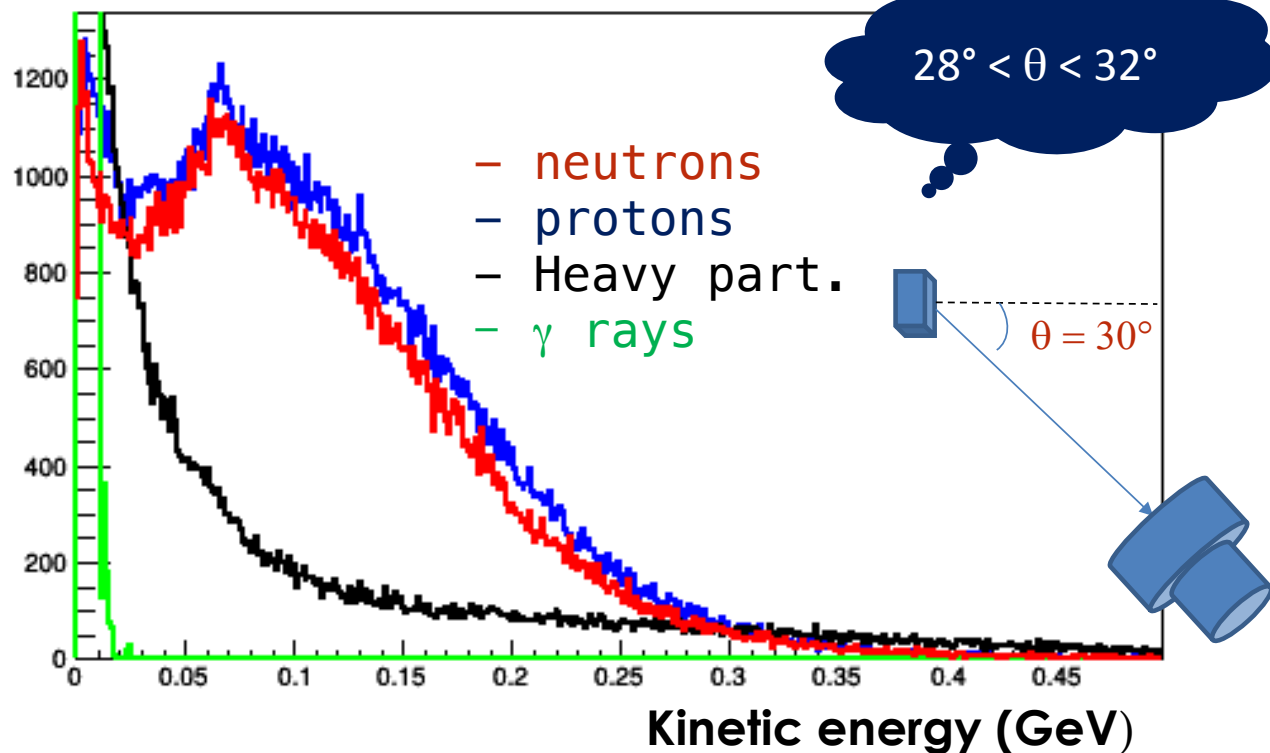 28° < θ < 32°
– neutrons
– protons
– Heavy part.
– γ rays
θ = 30°
1200
1000
800
600
400
200
0
0 0.05 0.1 0.15 0.2 0.25 0.3 0.35 0.4 0.45
Kinetic energy (GeV)